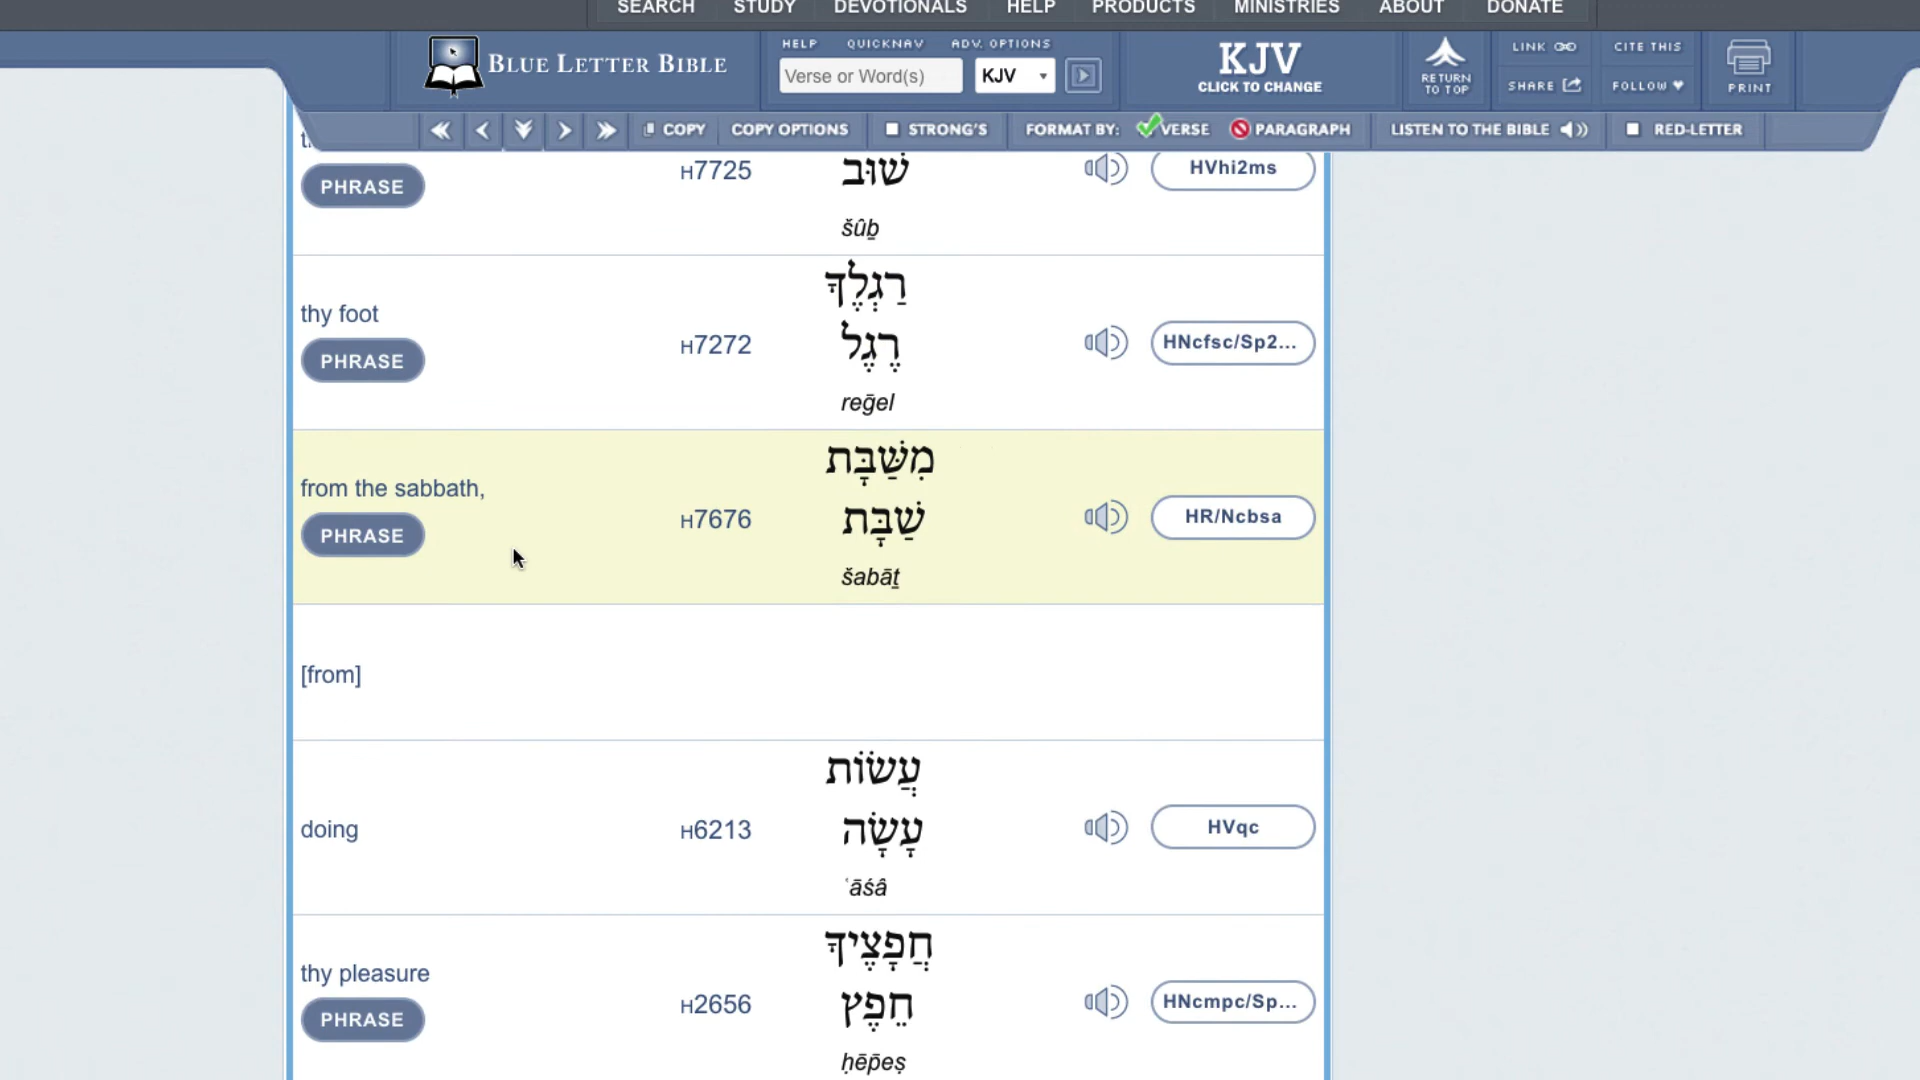 SEARCH STUDY DEVOTIONALS HELP PRODUCTS MINISTRIES ABOUT DONATE
BLUE LETTER BIBLE
HELP QUICKNAV ADV. OPTIONS
Verse or Word(s) KJV
KJV
CLICK TO CHANGE
RETURN
TO TOP
LINK
SHARE
CITE THIS
FOLLOW
PRINT
COPY COPY OPTIONS STRONG'S FORMAT BY: VERSE PARAGRAPH LISTEN TO THE BIBLE RED-LETTER
PHRASE
H7725
שׁוּב
šûḇ
HVhi2ms
thy foot
PHRASE
H7272
רַגְלֶךָ
רֶגֶל
reḡel
HNcfsc/Sp2...
from the sabbath,
PHRASE
H7676
מִשַּׁבָּת
שַׁבָּת
šabāṯ
HR/Ncbsa
[from]
doing
H6213
עֲשׂוֹת
עָשָׂה
ʿāśâ
HVqc
thy pleasure
PHRASE
H2656
חֲפָצֶיךָ
חֵפֶץ
ḥēp̄eṣ
HNcmpc/Sp...